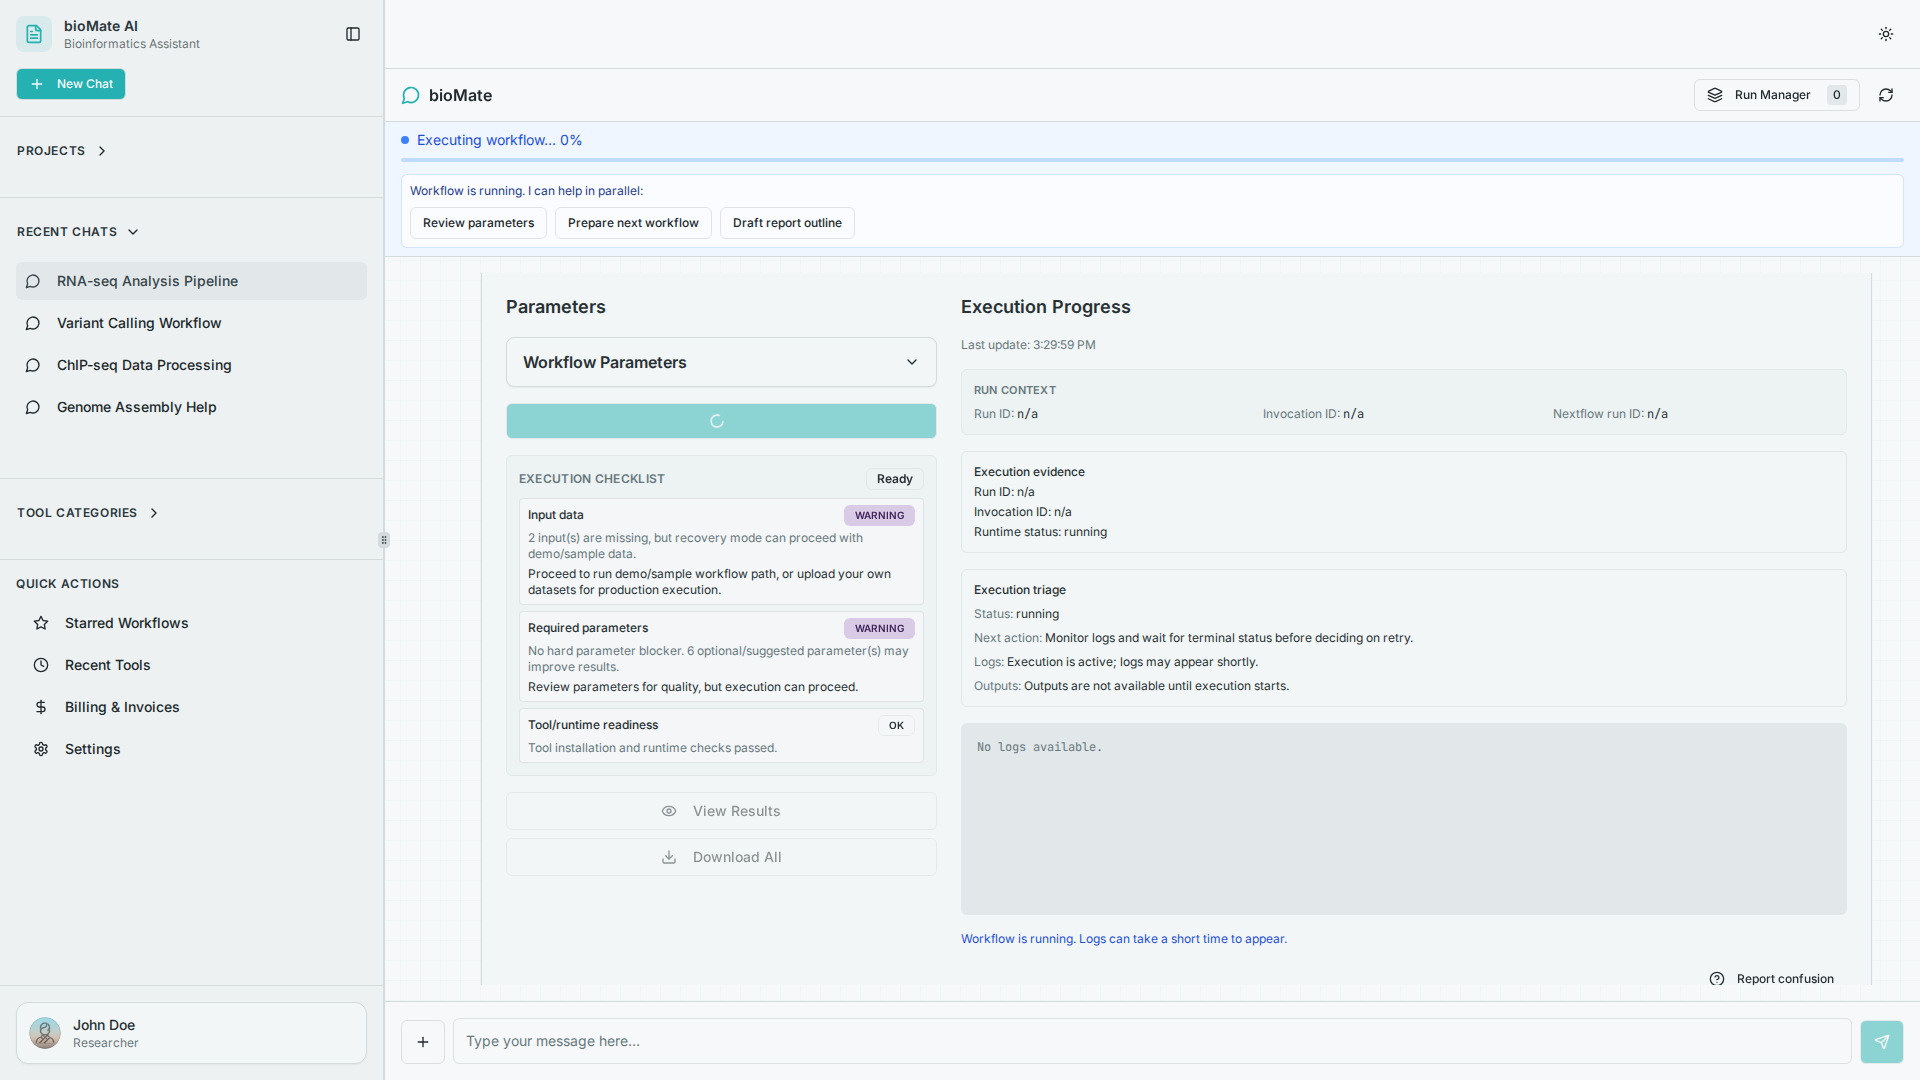 bioMate AI
Bioinformatics Assistant
New Chat
PROJECTS
RECENT CHATS
RNA-seq Analysis Pipeline
Variant Calling Workflow
ChIP-seq Data Processing
Genome Assembly Help
TOOL CATEGORIES
QUICK ACTIONS
Starred Workflows
Recent Tools
Billing & Invoices
Settings
John Doe
Researcher
bioMate
Run Manager 0
Executing workflow... 0%
Workflow is running. I can help in parallel:
Review parameters Prepare next workflow Draft report outline
Parameters
Workflow Parameters
EXECUTION CHECKLIST Ready
Input data WARNING
2 input(s) are missing, but recovery mode can proceed with
demo/sample data.
Proceed to run demo/sample workflow path, or upload your own
datasets for production execution.
Required parameters WARNING
No hard parameter blocker. 6 optional/suggested parameter(s) may
improve results.
Review parameters for quality, but execution can proceed.
Tool/runtime readiness OK
Tool installation and runtime checks passed.
View Results
Download All
Execution Progress
Last update: 3:29:59 PM
RUN CONTEXT
Run ID: n/a Invocation ID: n/a Nextflow run ID: n/a
Execution evidence
Run ID: n/a
Invocation ID: n/a
Runtime status: running
Execution triage
Status: running
Next action: Monitor logs and wait for terminal status before deciding on retry.
Logs: Execution is active; logs may appear shortly.
Outputs: Outputs are not available until execution starts.
No logs available.
Workflow is running. Logs can take a short time to appear.
Report confusion
Type your message here...